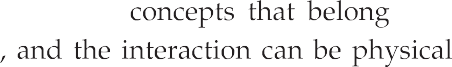 concepts that belong
, and the interaction can be physical